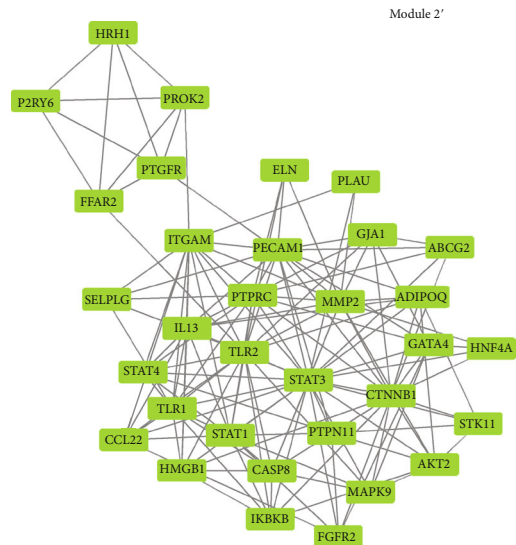 Module 2′
HRH1
P2RY6
PROK2
PTGFR
FFAR2
ELN
PLAU
ITGAM
PECAM1
GJA1
ABCG2
SELPLG
PTPRC
MMP2
ADIPOQ
IL13
TLR2
GATA4
HNF4A
STAT4
STAT3
CTNNB1
TLR1
CCL22
STAT1
PTPN11
STK11
HMGB1
CASP8
AKT2
MAPK9
IKBKB
FGFR2